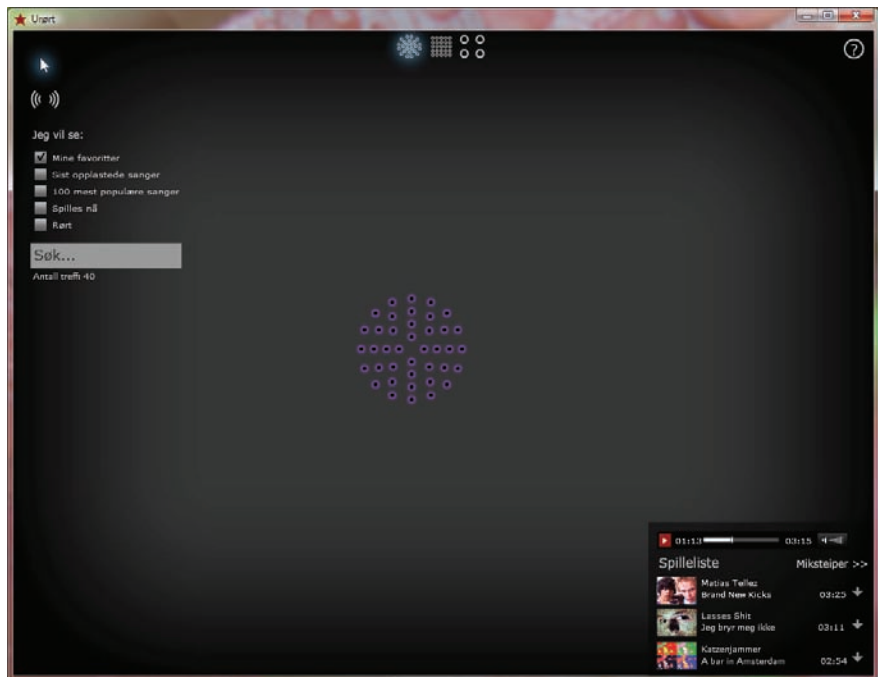 Urørt
?
Jeg vil se:
Mine favoritter
Sist opplastede sanger
100 mest populære sanger
Spilles nå
Rørt
Søk...
Antall treff: 40
01:13 03:15
Spilleliste Miksteiper >>
Matias Tellez
Brand New Kicks 03:25
Lasses Shit
Jeg bryr meg ikke 03:11
Katzenjammer
A bar in Amsterdam 02:54